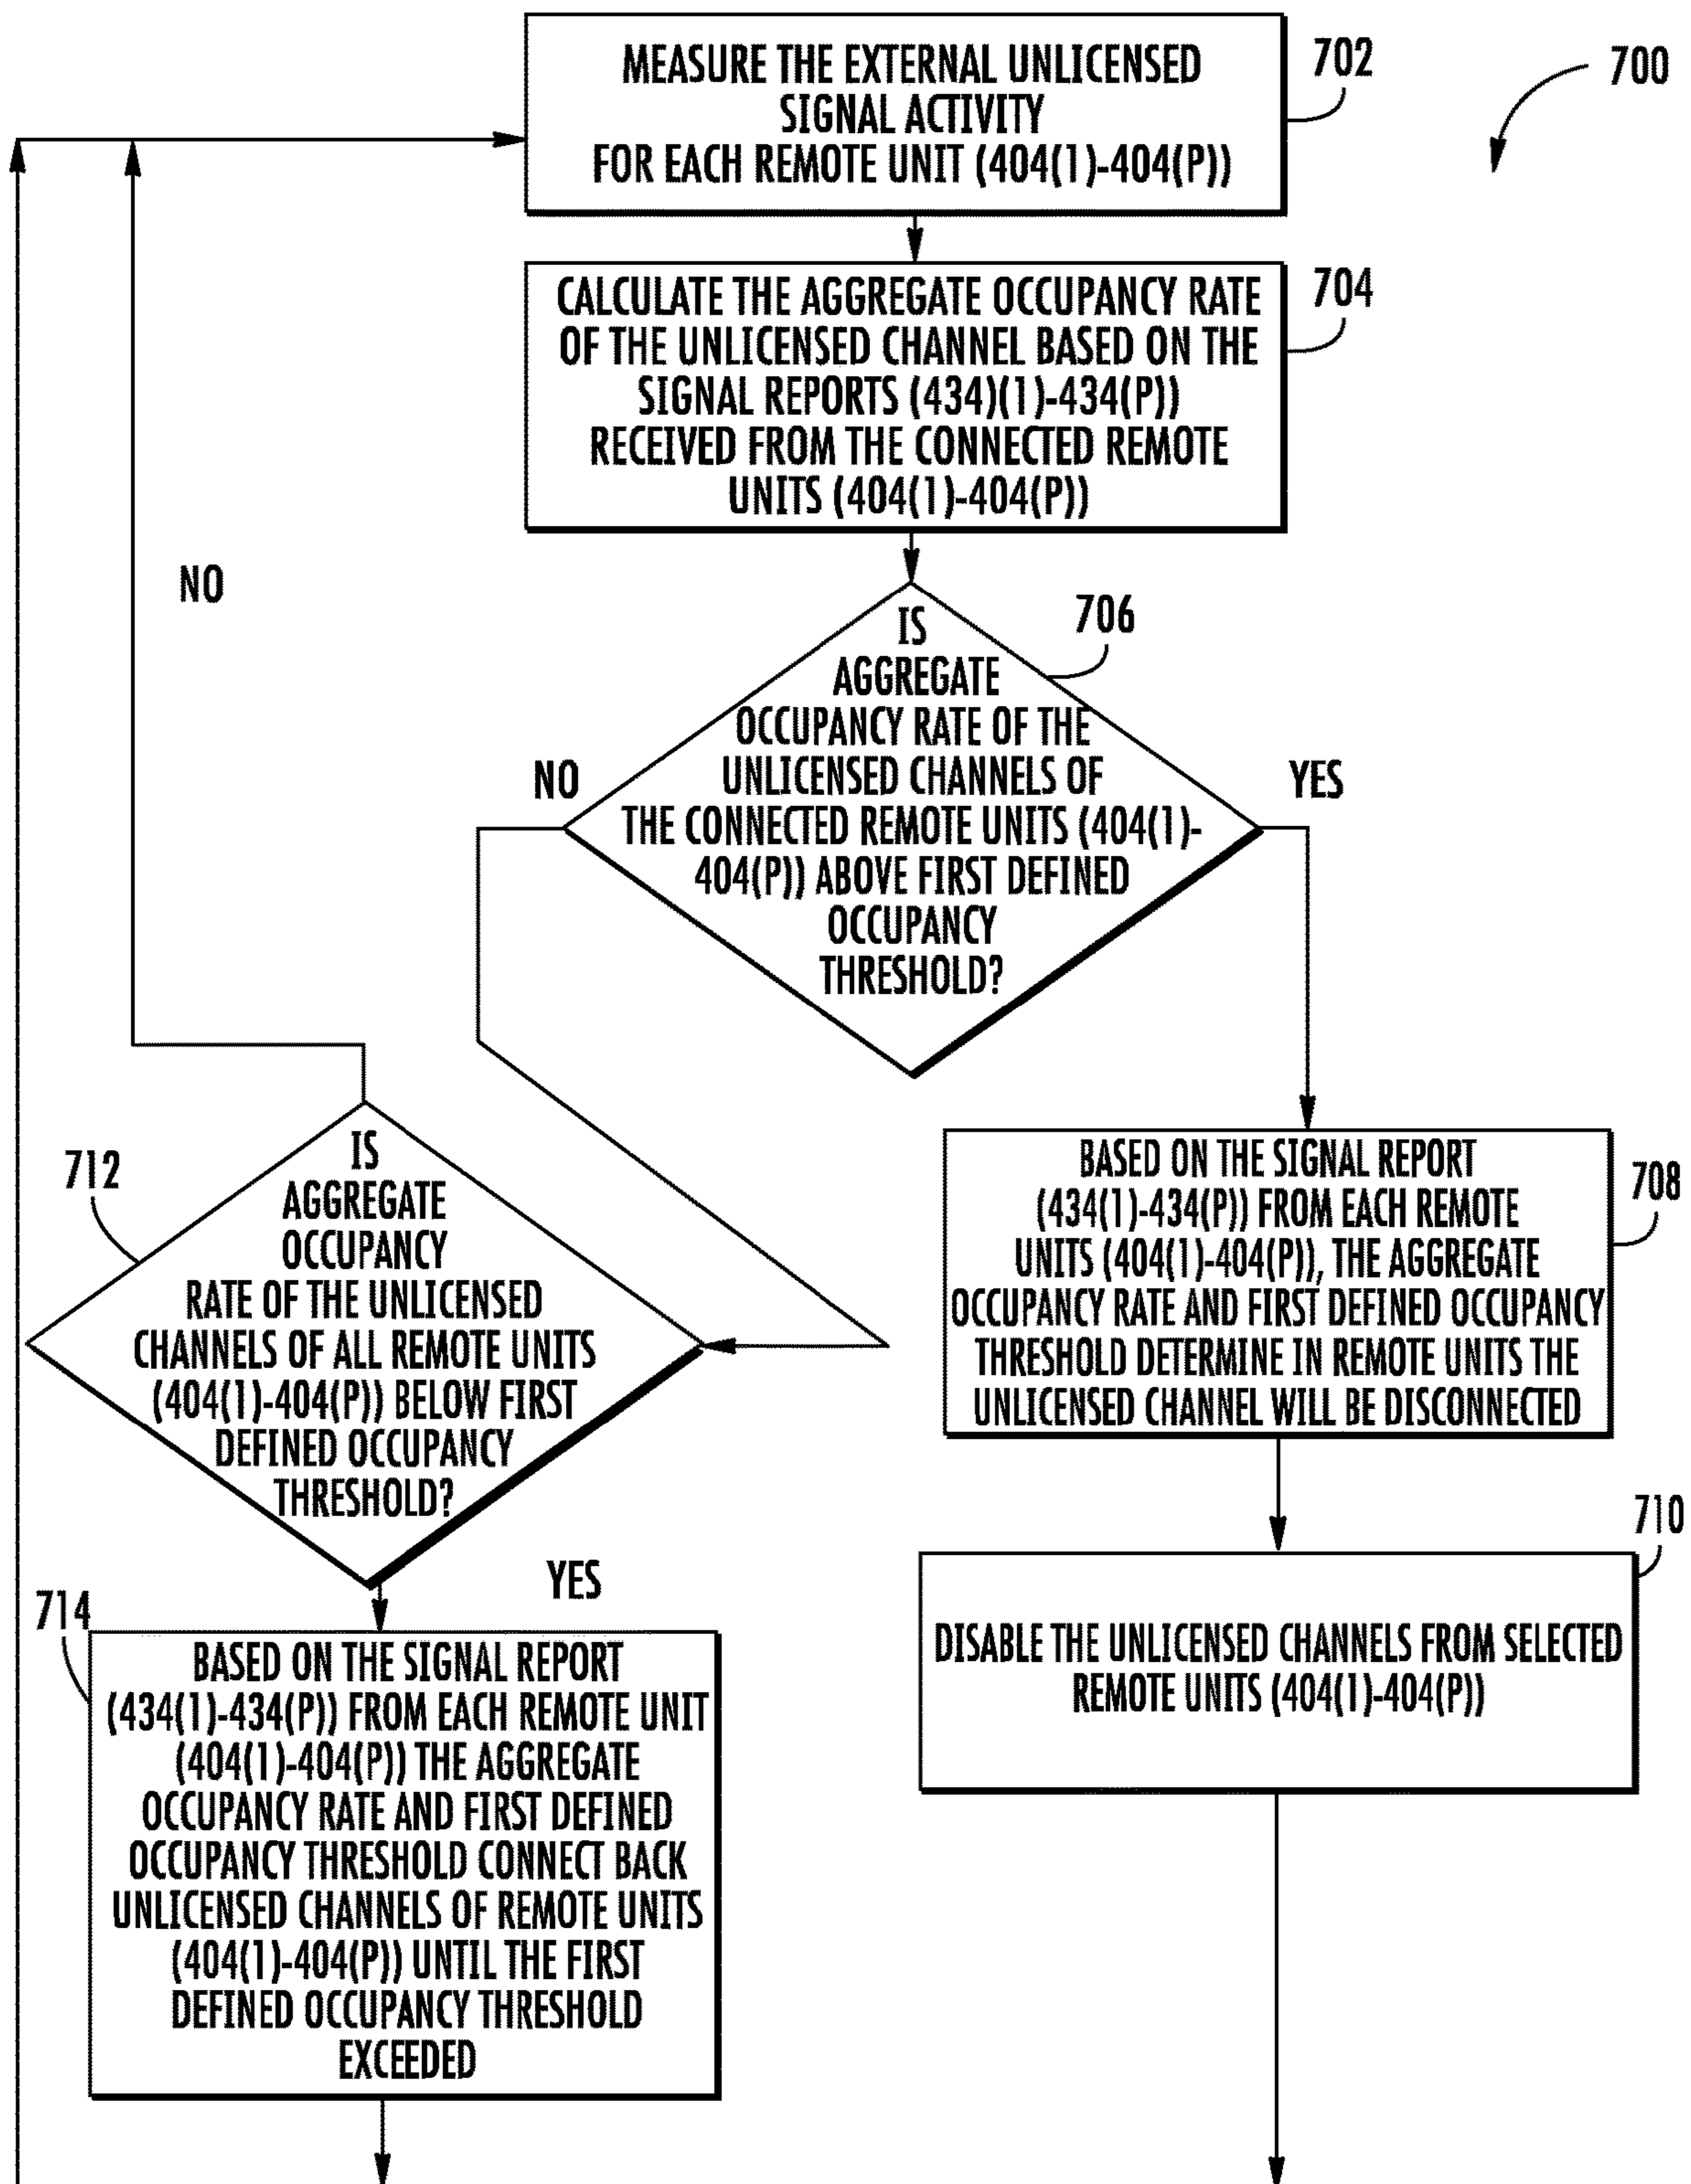 MEASURE THE EXTERNAL UNLICENSED
SIGNAL ACTIVITY
FOR EACH REMOTE UNIT (404(1)-404(P))
702
700
CALCULATE THE AGGREGATE OCCUPANCY RATE
OF THE UNLICENSED CHANNEL BASED ON THE
SIGNAL REPORTS (434)(1)-434(P))
RECEIVED FROM THE CONNECTED REMOTE
UNITS (404(1)-404(P))
704
NO
IS
AGGREGATE
OCCUPANCY RATE OF THE
UNLICENSED CHANNELS OF
THE CONNECTED REMOTE UNITS (404(1)-
404(P)) ABOVE FIRST DEFINED
OCCUPANCY
THRESHOLD?
706
NO
YES
IS
AGGREGATE
OCCUPANCY
RATE OF THE UNLICENSED
CHANNELS OF ALL REMOTE UNITS
(404(1)-404(P)) BELOW FIRST
DEFINED OCCUPANCY
THRESHOLD?
712
BASED ON THE SIGNAL REPORT
(434(1)-434(P)) FROM EACH REMOTE
UNITS (404(1)-404(P)), THE AGGREGATE
OCCUPANCY RATE AND FIRST DEFINED OCCUPANCY
THRESHOLD DETERMINE IN REMOTE UNITS THE
UNLICENSED CHANNEL WILL BE DISCONNECTED
708
YES
710
DISABLE THE UNLICENSED CHANNELS FROM SELECTED
REMOTE UNITS (404(1)-404(P))
714
BASED ON THE SIGNAL REPORT
(434(1)-434(P)) FROM EACH REMOTE UNIT
(404(1)-404(P)) THE AGGREGATE
OCCUPANCY RATE AND FIRST DEFINED
OCCUPANCY THRESHOLD CONNECT BACK
UNLICENSED CHANNELS OF REMOTE UNITS
(404(1)-404(P)) UNTIL THE FIRST
DEFINED OCCUPANCY THRESHOLD
EXCEEDED